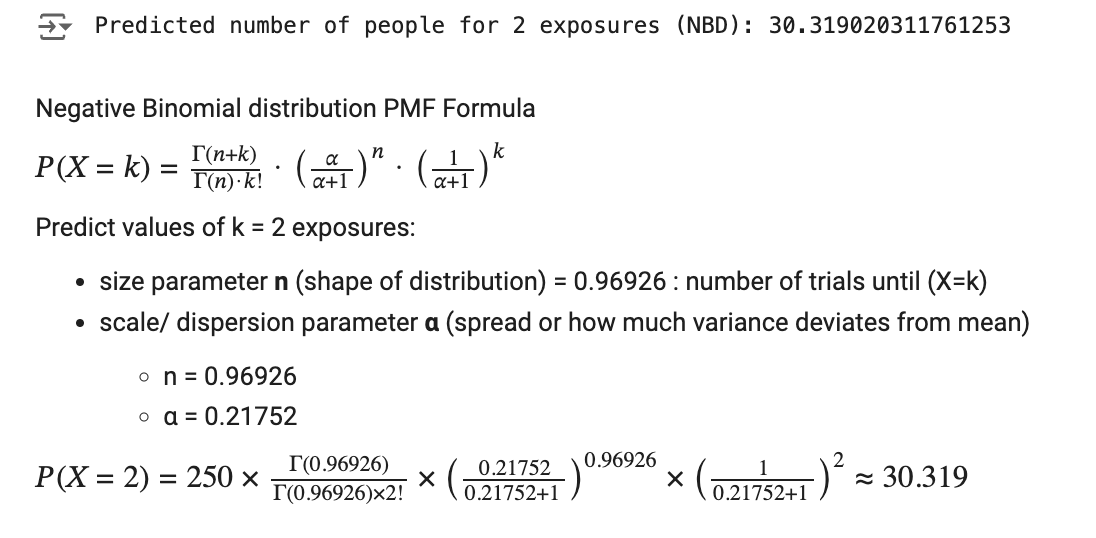 Predicted number of people for 2 exposures (NBD): 30.319020311761253
Negative Binomial distribution PMF Formula
P(X = k) = Γ(n+k)/Γ(n)·k! · (α/α+1)^n · (1/α+1)^k
Predict values of k = 2 exposures:
• size parameter n (shape of distribution) = 0.96926 : number of trials until (X=k)
• scale/ dispersion parameter α (spread or how much variance deviates from mean)
○ n = 0.96926
○ α = 0.21752
P(X = 2) = 250 × Γ(0.96926)/Γ(0.96926)×2! × (0.21752/0.21752+1)^0.96926 × (1/0.21752+1)^2 ≈ 30.319